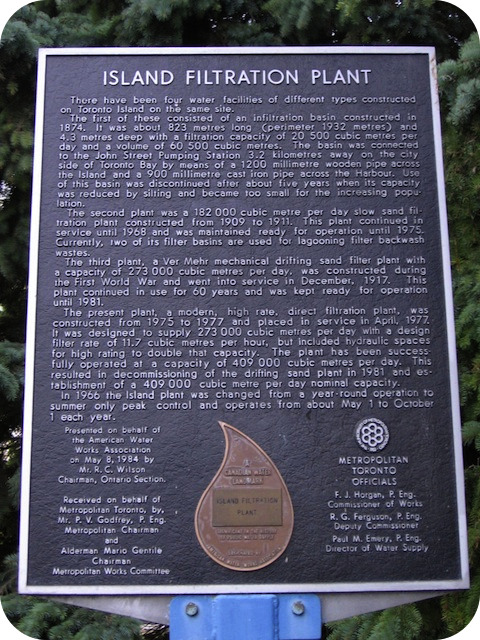 ISLAND FILTRATION PLANT
There have been four water facilities of different types constructed
on Toronto Island on the same site.
The first of these consisted of an infiltration basin constructed in
1874. It was about 823 metres long (perimeter 1932 metres) and
4.3 metres deep with a filtration capacity of 20 500 cubic metres per
day and a volume of 60 500 cubic metres. The basin was connected
to the John Street Pumping Station 3.2 kilometres away on the city
side of Toronto Bay by means of a 1200 millimetre wooden pipe across
the Island and a 900 millimetre cast iron pipe across the Harbour. Use
of this basin was discontinued after about five years when its capacity
was reduced by silting and became too small for the increasing popu-
lation.
The second plant was a 182 000 cubic metre per day slow sand fil-
tration plant constructed from 1909 to 1911. This plant continued in
service until 1968 and was maintained ready for operation until 1975.
Currently, two of its filter basins are used for lagooning filter backwash
wastes.
The third plant, a Ver Mehr mechanical drifting sand filter plant with
a capacity of 273 000 cubic metres per day, was constructed during
the First World War and went into service in December, 1917. This
plant continued in use for 60 years and was kept ready for operation
until 1981.
The present plant, a modern, high rate, direct filtration plant, was
constructed from 1975 to 1977 and placed in service in April, 1977.
It was designed to supply 273 000 cubic metres per day with a design
filter rate of 11.7 cubic metres per hour, but included hydraulic spaces
for high rating to double that capacity. The plant has been success-
fully operated at a capacity of 409 000 cubic metres per day. This
resulted in decommissioning of the drifting sand plant in 1981 and es-
tablishment of a 409 000 cubic metre per day nominal capacity.
In 1966 the Island plant was changed from a year-round operation to
summer only peak control and operates from about May 1 to October
1 each year.
Presented on behalf of
the American Water
Works Association
on May 8, 1984 by
Mr. R. C. Wilson
Chairman, Ontario Section.
Received on behalf of
Metropolitan Toronto, by,
Mr. P. V. Godfrey, P. Eng.
Metropolitan Chairman
and
Alderman Mario Gentile
Chairman
Metropolitan Works Committee
A
CANADIAN WATER
LANDMARK
ISLAND FILTRATION
PLANT
METROPOLITAN
TORONTO
OFFICIALS
F. J. Horgan, P. Eng.
Commissioner of Works
R. G. Ferguson, P. Eng.
Deputy Commissioner
Paul M. Emery, P. Eng.
Director of Water Supply